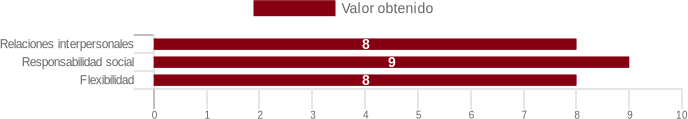 Valor obtenido
Relaciones interpersonales 8
Responsabilidad social 9
Flexibilidad 8
0 1 2 3 4 5 6 7 8 9 10